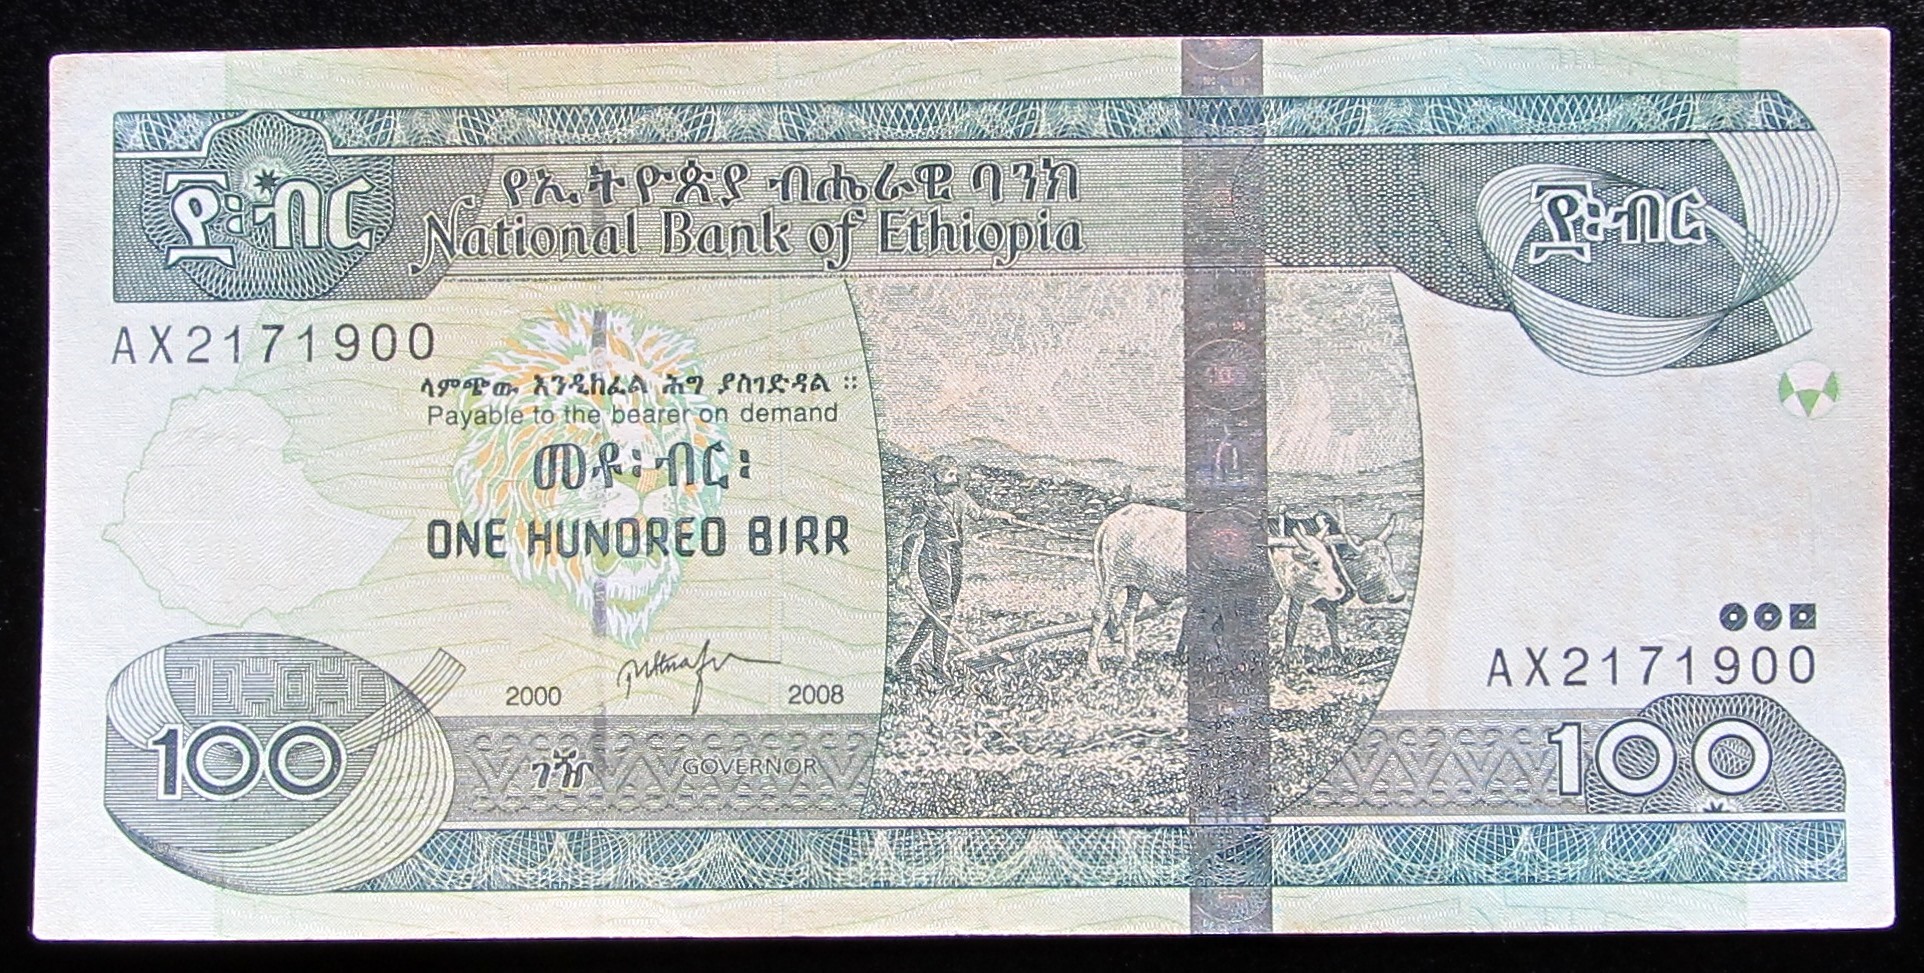 ፻፡ብር
የኢትዮጵያ ብሔራዊ ባንክ
National Bank of Ethiopia
፻፡ብር
AX2171900
ላምጭው እንዲከፈል ሕግ ያስገድዳል ።
Payable to the bearer on demand
መቶ፡ብር፡
ONE HUNDRED BIRR
AX2171900
2000
2008
100
ገዥ
GOVERNOR
100